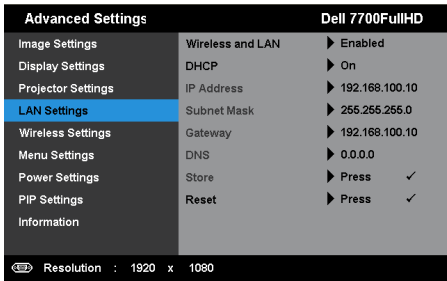 Advanced Settings Dell 7700FullHD
Image Settings Wireless and LAN Enabled
Display Settings DHCP On
Projector Settings IP Address 192.168.100.10
LAN Settings Subnet Mask 255.255.255.0
Wireless Settings Gateway 192.168.100.10
Menu Settings DNS 0.0.0.0
Power Settings Store Press ✓
PIP Settings Reset Press ✓
Information
Resolution : 1920 x 1080